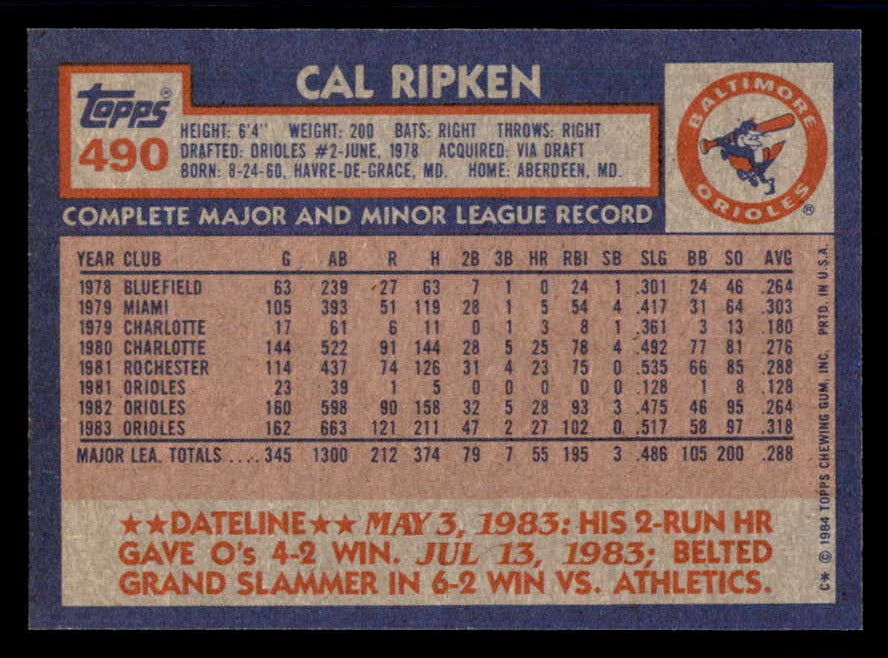 CAL RIPKEN
topps®
490
HEIGHT: 6'4" WEIGHT: 200 BATS: RIGHT THROWS: RIGHT
DRAFTED: ORIOLES #2-JUNE, 1978 ACQUIRED: VIA DRAFT
BORN: 8-24-60, HAVRE-DE-GRACE, MD. HOME: ABERDEEN, MD.
BALTIMORE
ORIOLES
®
COMPLETE MAJOR AND MINOR LEAGUE RECORD
YEAR CLUB G AB R H 2B 3B HR RBI SB SLG BB SO AVG
1978 BLUEFIELD 63 239 27 63 7 1 0 24 1 .301 24 46 .264
1979 MIAMI 105 393 51 119 28 1 5 54 4 .417 31 64 .303
1979 CHARLOTTE 17 61 6 11 0 1 3 8 1 .361 3 13 .180
1980 CHARLOTTE 144 522 91 144 28 5 25 78 4 .492 77 81 .276
1981 ROCHESTER 114 437 74 126 31 4 23 75 0 .535 66 85 .288
1981 ORIOLES 23 39 1 5 0 0 0 0 0 .128 1 8 .128
1982 ORIOLES 160 598 90 158 32 5 28 93 3 .475 46 95 .264
1983 ORIOLES 162 663 121 211 47 2 27 102 0 .517 58 97 .318
MAJOR LEA. TOTALS .... 345 1300 212 374 79 7 55 195 3 .486 105 200 .288
★★DATELINE★★ MAY 3, 1983: HIS 2-RUN HR
GAVE O's 4-2 WIN. JUL 13, 1983; BELTED
GRAND SLAMMER IN 6-2 WIN VS. ATHLETICS.
C* © 1984 TOPPS CHEWING GUM, INC. PRTD. IN U.S.A.